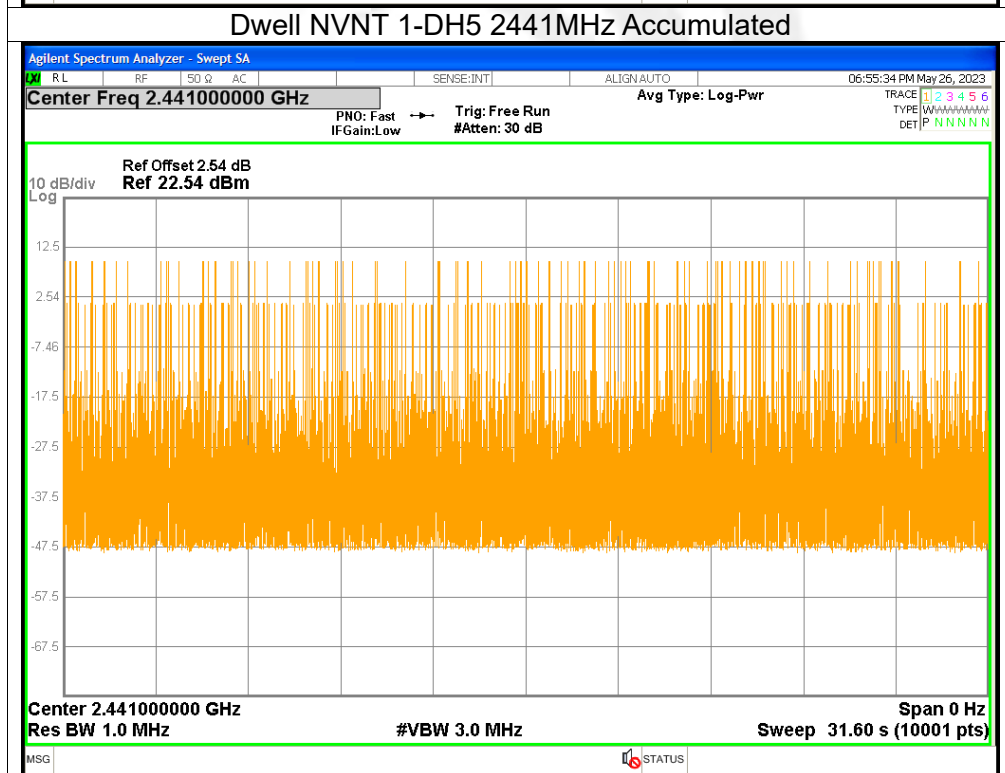 Dwell NVNT 1-DH5 2441MHz Accumulated
Agilent Spectrum Analyzer - Swept SA
LXI RL RF 50 Ω AC SENSE:INT ALIGNAUTO 06:55:34 PM May 26, 2023
Center Freq 2.441000000 GHz Avg Type: Log-Pwr TRACE 1 2 3 4 5 6
PNO: Fast Trig: Free Run TYPE WWWWWW
IFGain:Low #Atten: 30 dB DET P N N N N N
Ref Offset 2.54 dB
10 dB/div Ref 22.54 dBm
Log
12.5
2.54
-7.46
-17.5
-27.5
-37.5
-47.5
-57.5
-67.5
Center 2.441000000 GHz Span 0 Hz
Res BW 1.0 MHz #VBW 3.0 MHz Sweep 31.60 s (10001 pts)
MSG STATUS